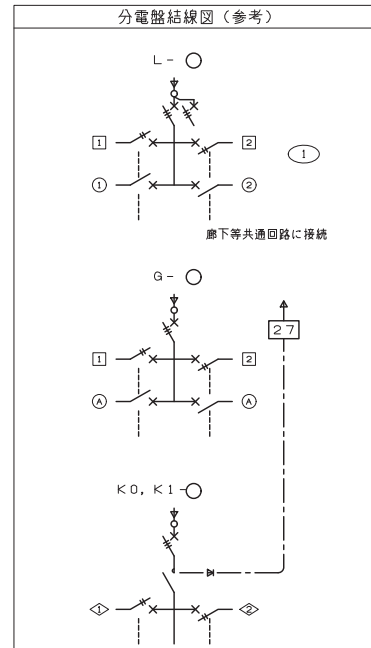 分電盤結線図（参考）
L-○
1 2
1
1 2
廊下等共通回路に接続
G-○
27
1 2
A A
K0, K1-○
1 2